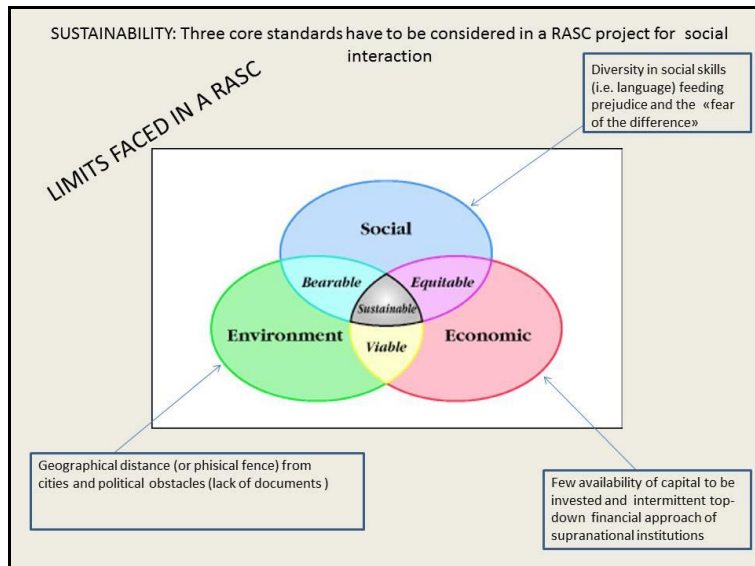 SUSTAINABILITY: Three core standards have to be considered in a RASC project for social
interaction
LIMITS FACED IN A RASC
Diversity in social skills
(i.e. language) feeding
prejudice and the «fear
of the difference»
Social
Bearable
Equitable
Sustainable
Environment
Economic
Viable
Geographical distance (or phisical fence) from
cities and political obstacles (lack of documents )
Few availability of capital to be
invested and intermittent top-
down financial approach of
supranational institutions